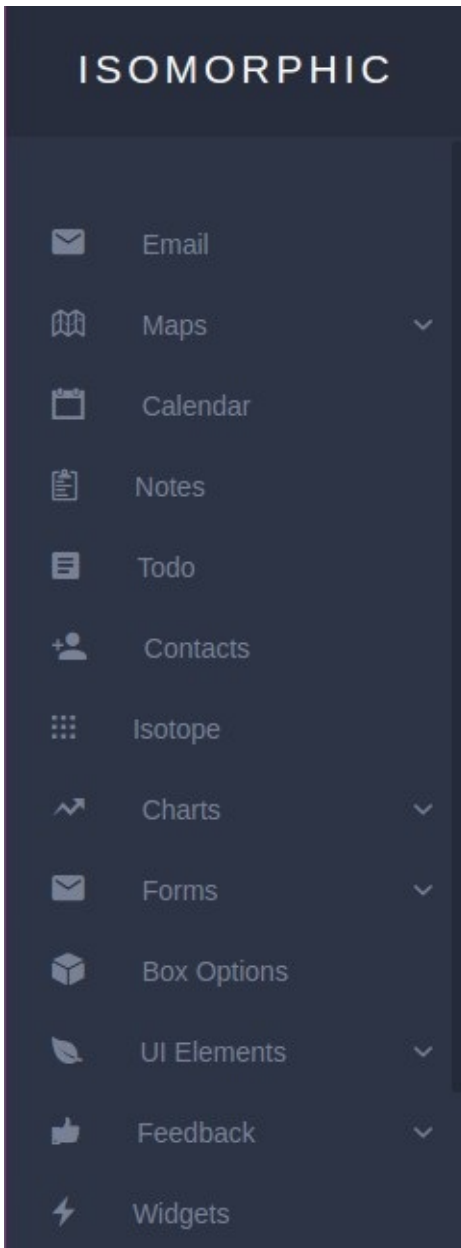 ISOMORPHIC
Email
Maps
Calendar
Notes
Todo
Contacts
Isotope
Charts
Forms
Box Options
UI Elements
Feedback
Widgets